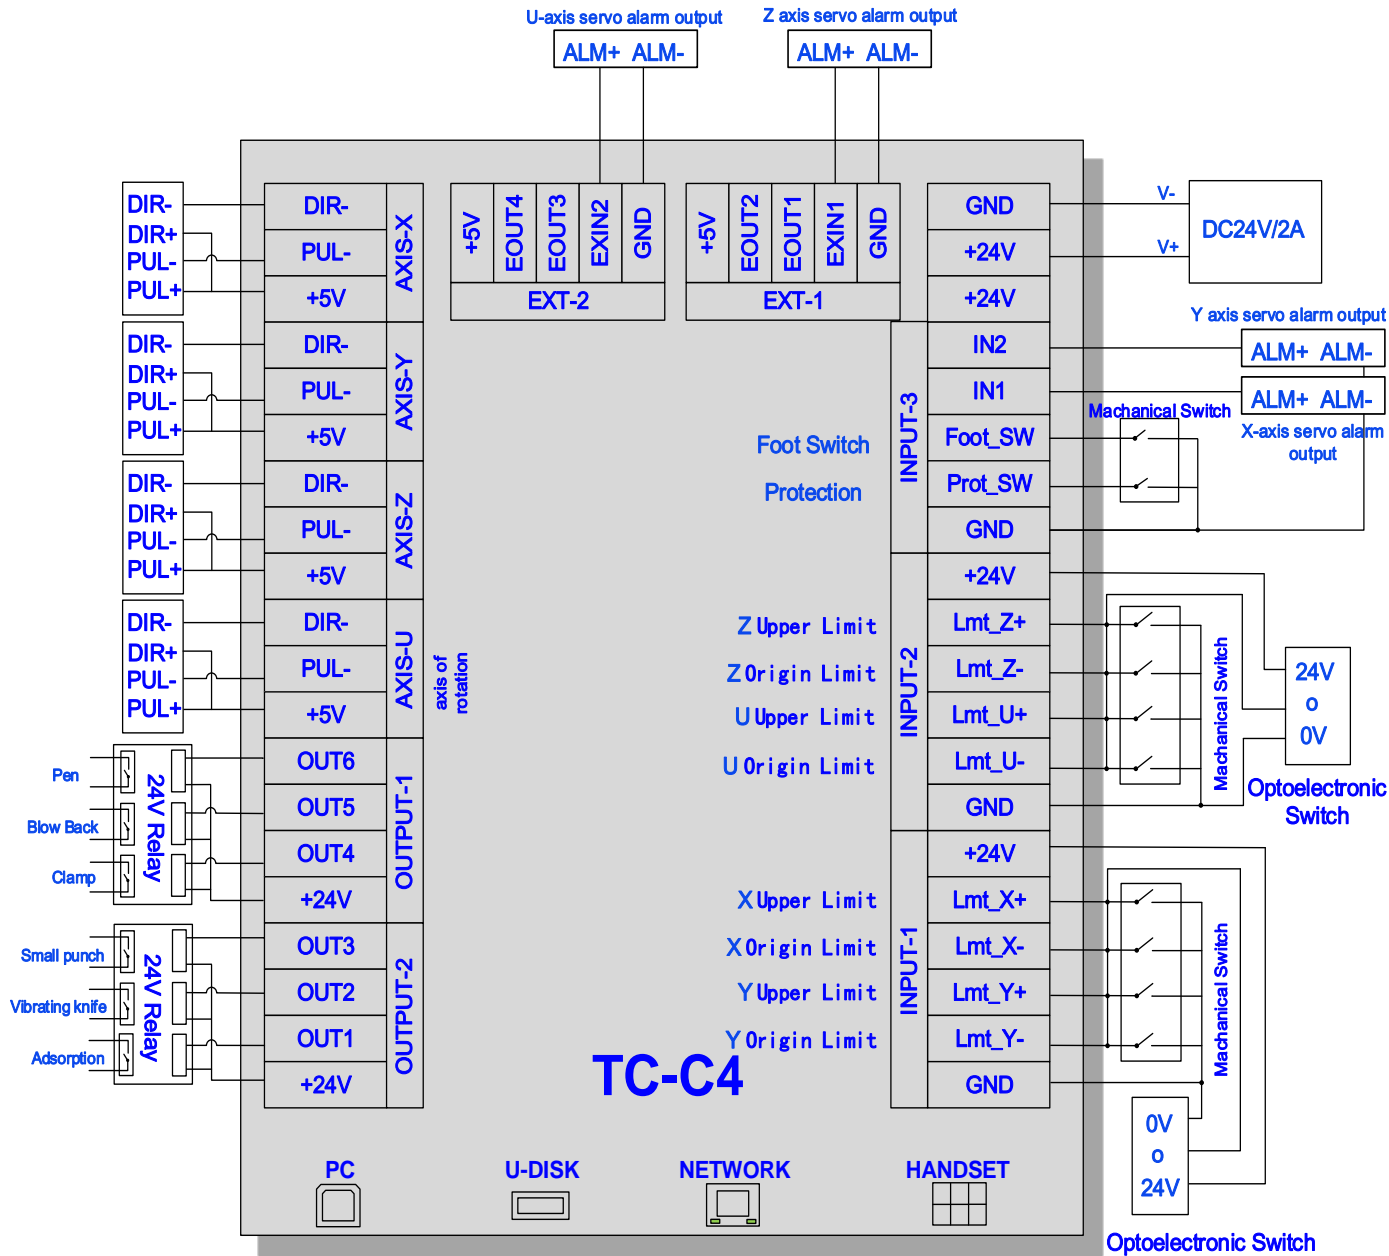 U-axis servo alarm output
ALM+ ALM-
Z axis servo alarm output
ALM+ ALM-
DIR-
DIR+
PUL-
PUL+
DIR-
DIR+
PUL-
PUL+
DIR-
DIR+
PUL-
PUL+
DIR-
DIR+
PUL-
PUL+
Pen
Blow Back
Clamp
24V Relay
Small punch
Vibrating knife
Adsorption
24V Relay
DIR-
PUL-
+5V
AXIS-X
DIR-
PUL-
+5V
AXIS-Y
DIR-
PUL-
+5V
AXIS-Z
DIR-
PUL-
+5V
AXIS-U
axis of
rotation
OUT6
OUT5
OUT4
+24V
OUTPUT-1
OUT3
OUT2
OUT1
+24V
OUTPUT-2
+5V
EOUT4
EOUT3
EXIN2
GND
EXT-2
+5V
EOUT2
EOUT1
EXIN1
GND
EXT-1
GND
+24V
+24V
IN2
IN1
Foot_SW
Prot_SW
GND
INPUT-3
Foot Switch
Protection
+24V
Lmt_Z+
Lmt_Z-
Lmt_U+
Lmt_U-
GND
INPUT-2
Z Upper Limit
Z Origin Limit
U Upper Limit
U Origin Limit
+24V
Lmt_X+
Lmt_X-
Lmt_Y+
Lmt_Y-
GND
INPUT-1
X Upper Limit
X Origin Limit
Y Upper Limit
Y Origin Limit
V-
V+
DC24V/2A
Y axis servo alarm output
ALM+ ALM-
ALM+ ALM-
X-axis servo alarm
output
Machanical Switch
Machanical Switch
24V
o
0V
Optoelectronic
Switch
Machanical Switch
0V
o
24V
Optoelectronic Switch
TC-C4
PC
U-DISK
NETWORK
HANDSET